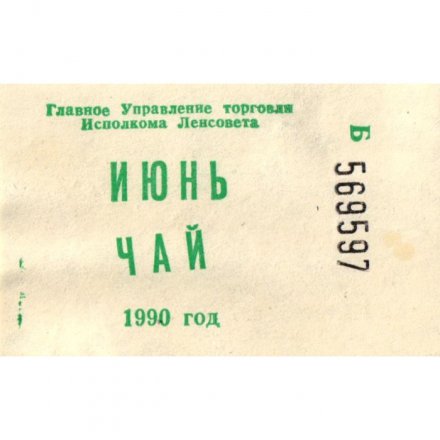 Главное Управление торговли
Исполкома Ленсовета
ИЮНЬ
ЧАЙ
1990 год
Б 569597